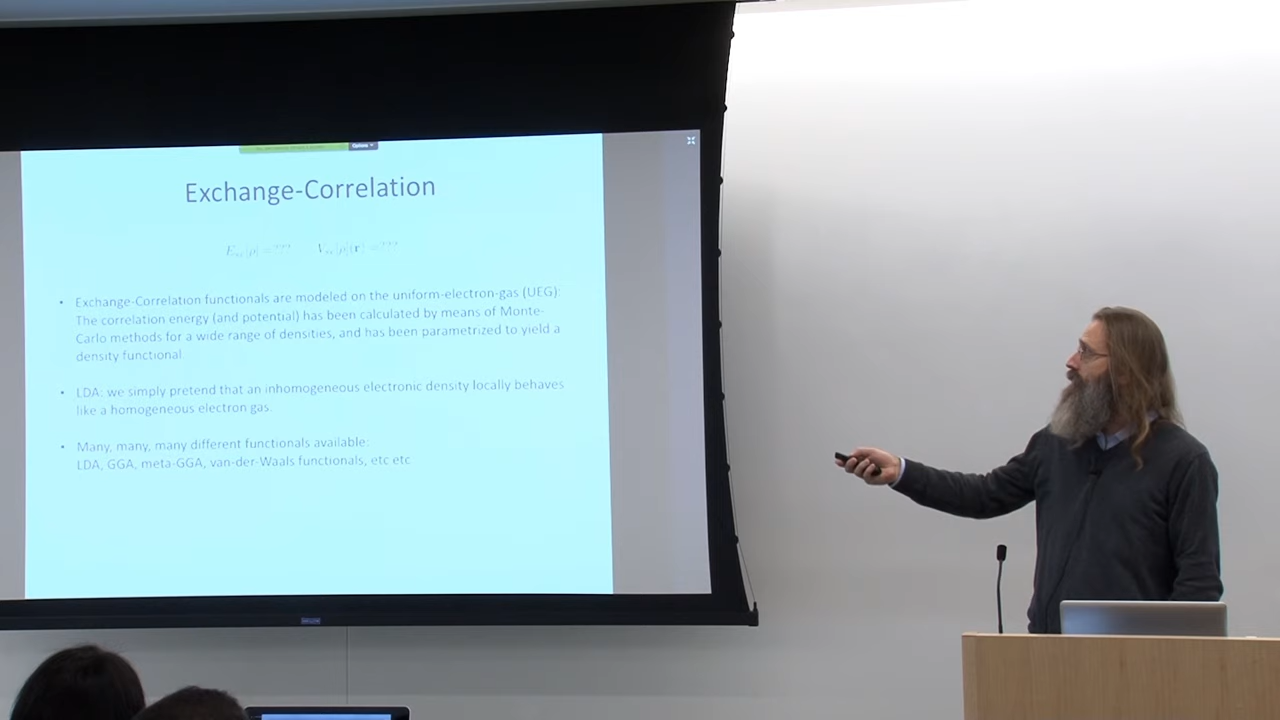 Options
Exchange-Correlation
E_xc[ρ] = ??? V_xc[ρ](r) = ???
• Exchange-Correlation functionals are modeled on the uniform-electron-gas (UEG):
The correlation energy (and potential) has been calculated by means of Monte-
Carlo methods for a wide range of densities, and has been parametrized to yield a
density functional
• LDA: we simply pretend that an inhomogeneous electronic density locally behaves
like a homogeneous electron gas.
• Many, many, many different functionals available:
LDA, GGA, meta-GGA, van-der-Waals functionals, etc etc